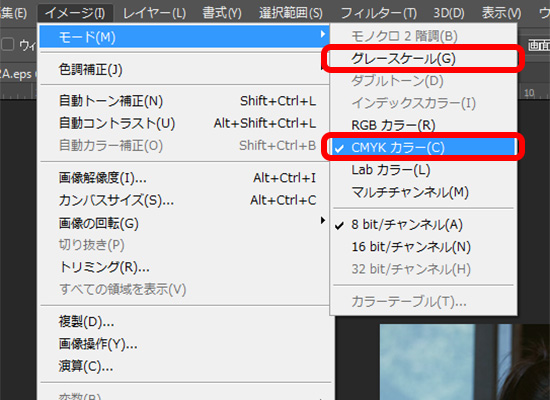 集(E) イメージ(I) レイヤー(L) 書式(Y) 選択範囲(S) フィルター(T) 3D(D) 表示(V)
モード(M)
色調補正(J)
自動トーン補正(N) Shift+Ctrl+L
自動コントラスト(U) Alt+Shift+Ctrl+L
自動カラー補正(O) Shift+Ctrl+B
画像解像度(I)... Alt+Ctrl+I
カンバスサイズ(S)... Alt+Ctrl+C
画像の回転(G)
切り抜き(P)
トリミング(R)...
すべての領域を表示(V)
複製(D)...
画像操作(Y)...
演算(C)...
変数(B)
モノクロ 2 階調(B)
グレースケール(G)
ダブルトーン(D)
インデックスカラー(I)
RGB カラー(R)
CMYK カラー(C)
Lab カラー(L)
マルチチャンネル(M)
8 bit/チャンネル(A)
16 bit/チャンネル(N)
32 bit/チャンネル(H)
カラーテーブル(T)...
ウィ
画面
2A.eps
10